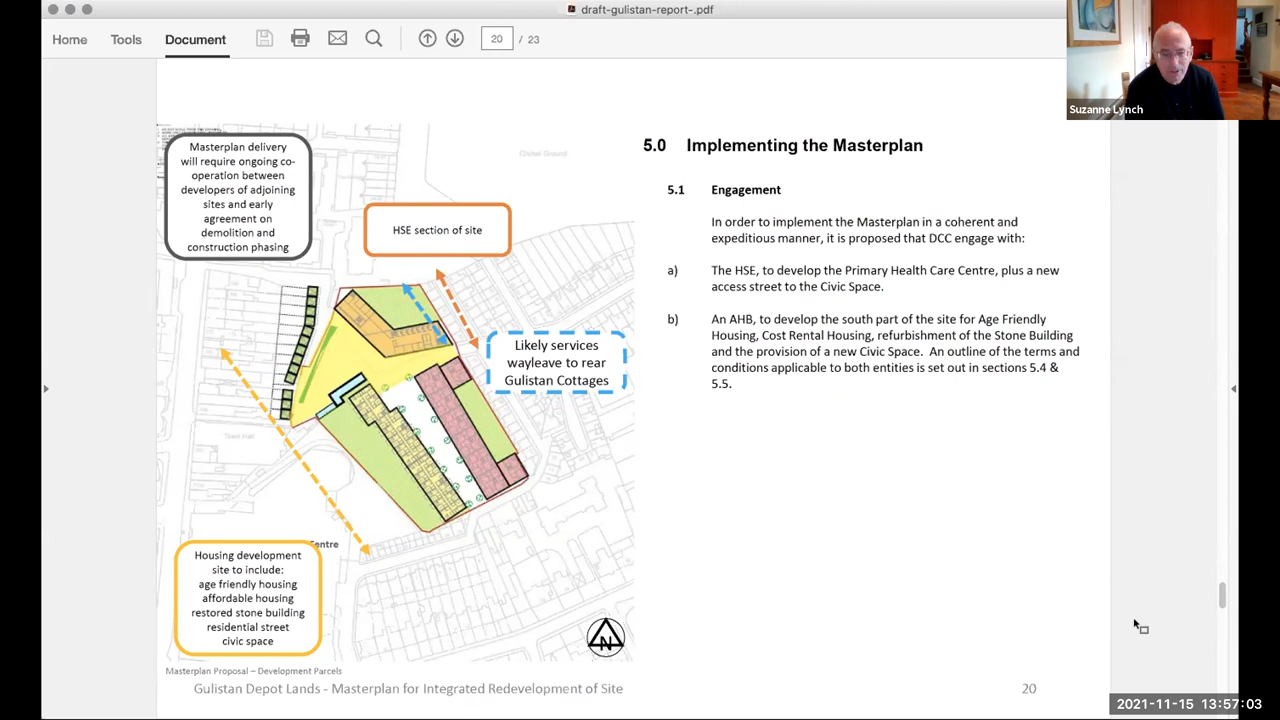 draft-gulistan-report-.pdf
Home
Tools
Document
20
/ 23
Suzanne Lynch
Masterplan delivery
will require ongoing co-
operation between
developers of adjoining
sites and early
agreement on
demolition and
construction phasing
Cricket Ground
HSE section of site
Likely services
wayleave to rear
Gulistan Cottages
Town Hall
Centre
Housing development
site to include:
age friendly housing
affordable housing
restored stone building
residential street
civic space
N
Masterplan Proposal – Development Parcels
5.0 Implementing the Masterplan
5.1 Engagement
In order to implement the Masterplan in a coherent and
expeditious manner, it is proposed that DCC engage with:
a) The HSE, to develop the Primary Health Care Centre, plus a new
access street to the Civic Space.
b) An AHB, to develop the south part of the site for Age Friendly
Housing, Cost Rental Housing, refurbishment of the Stone Building
and the provision of a new Civic Space. An outline of the terms and
conditions applicable to both entities is set out in sections 5.4 &
5.5.
Gulistan Depot Lands - Masterplan for Integrated Redevelopment of Site
20
2021-11-15 13:57:03